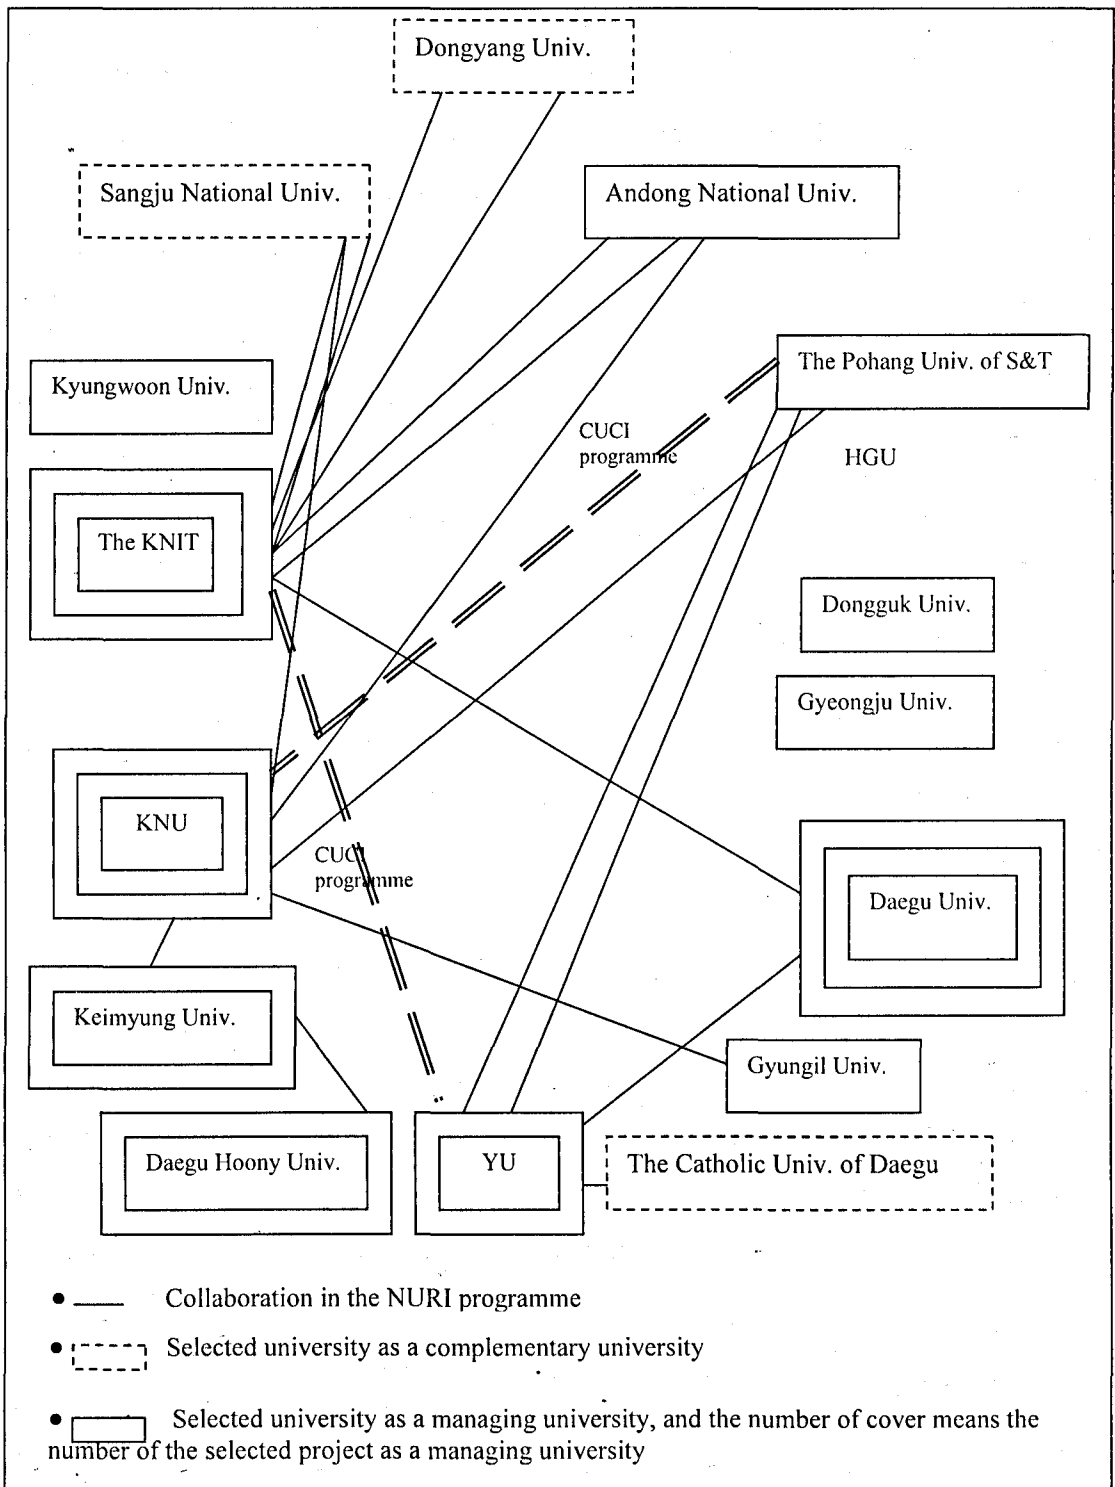 Dongyang Univ.
Sangju National Univ.
Andong National Univ.
The Pohang Univ. of S&T
Kyungwoon Univ.
CUCI
programme
HGU
The KNIT
Dongguk Univ.
Gyeongju Univ.
KNU
CUCI
programme
Daegu Univ.
Keimyung Univ.
Gyungil Univ.
Daegu Hoony Univ.
YU
The Catholic Univ. of Daegu
Collaboration in the NURI programme
Selected university as a complementary university
Selected university as a managing university, and the number of cover means the
number of the selected project as a managing university